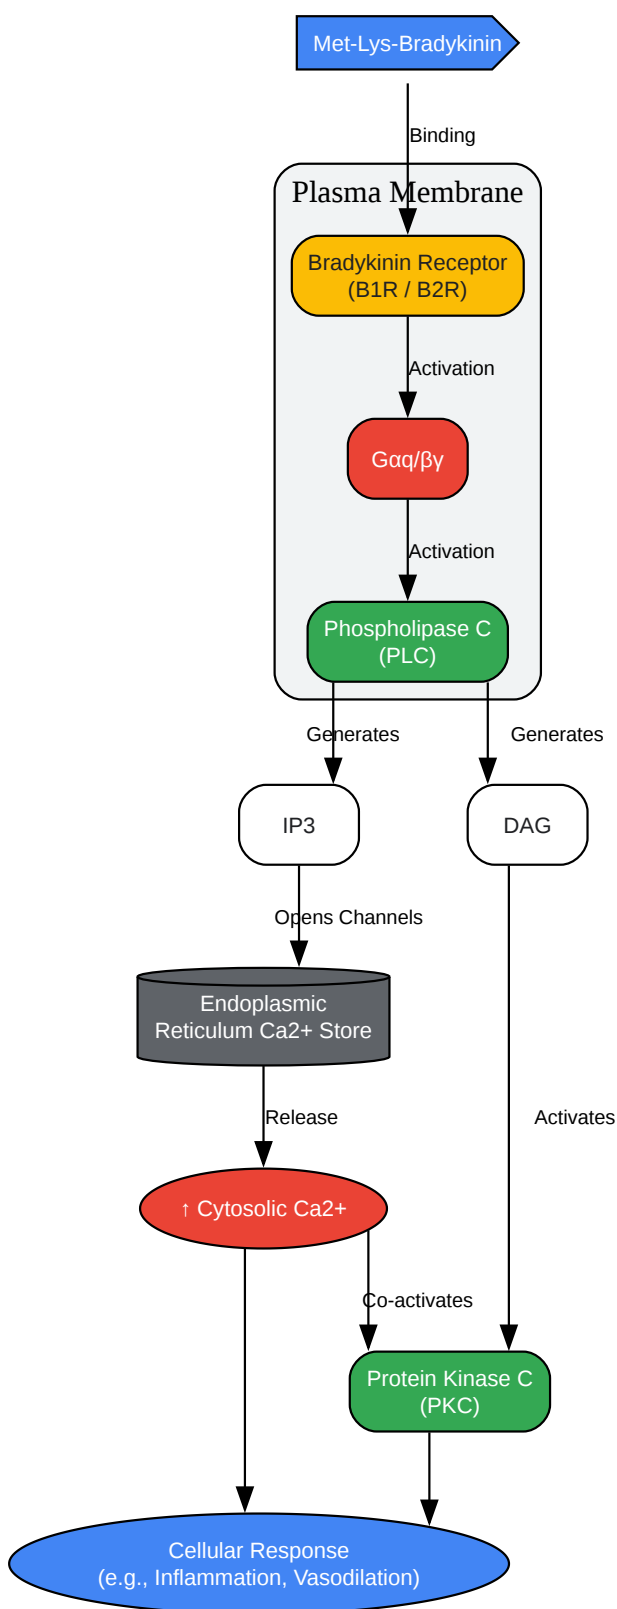 Met-Lys-Bradykinin
Binding
Plasma Membrane
Bradykinin Receptor
(B1R / B2R)
Activation
Gαq/βγ
Activation
Phospholipase C
(PLC)
Generates
Generates
IP3
DAG
Opens Channels
Endoplasmic
Reticulum Ca2+ Store
Release
Activates
↑ Cytosolic Ca2+
Co-activates
Protein Kinase C
(PKC)
Cellular Response
(e.g., Inflammation, Vasodilation)